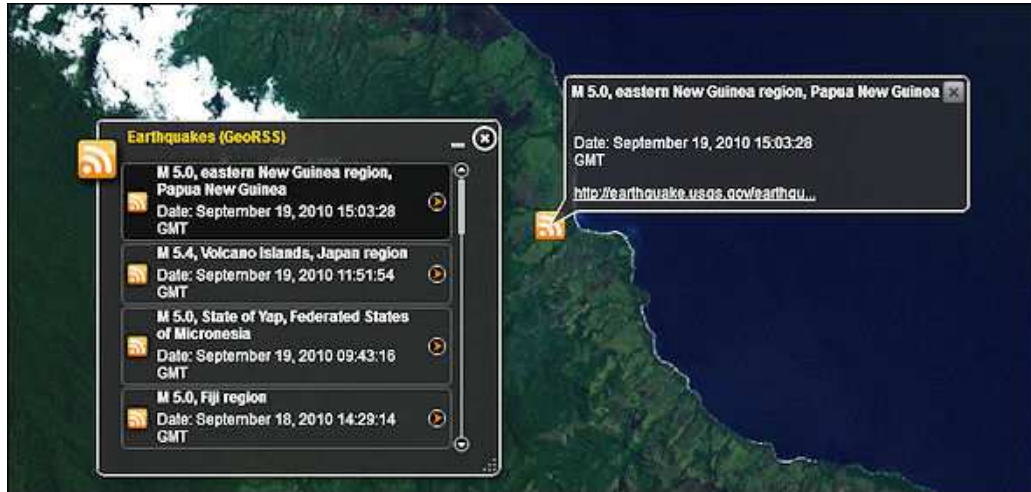 Earthquakes (GeoRSS)
M 5.0, eastern New Guinea region,
Papua New Guinea
Date: September 19, 2010 15:03:28
GMT
M 5.4, Volcano Islands, Japan region
Date: September 19, 2010 11:51:54
GMT
M 5.0, State of Yap, Federated States
of Micronesia
Date: September 19, 2010 09:43:16
GMT
M 5.0, Fiji region
Date: September 18, 2010 14:29:14
GMT
M 5.0, eastern New Guinea region, Papua New Guinea
Date: September 19, 2010 15:03:28
GMT
http://earthquake.usgs.gov/earthqu...